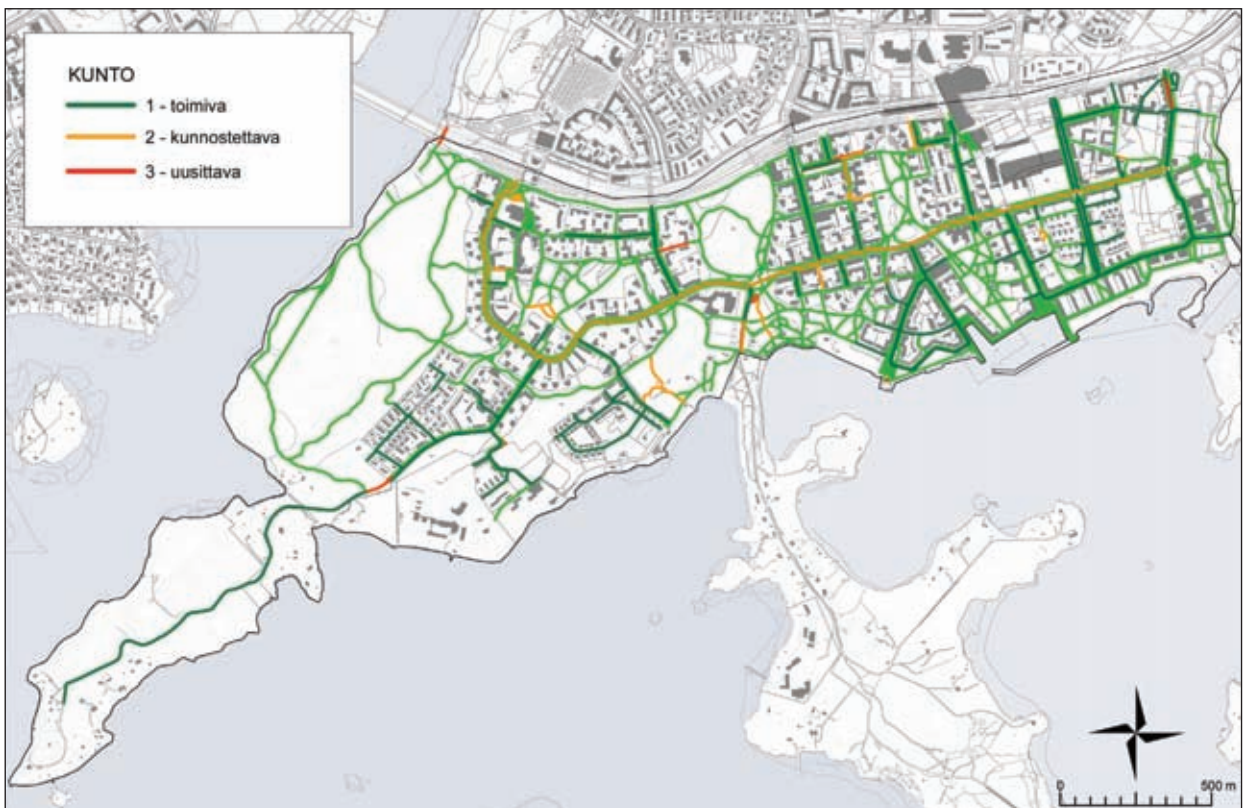 KUNTO
1 - toimiva
2 - kunnostettava
3 - uusittava
0 500 m